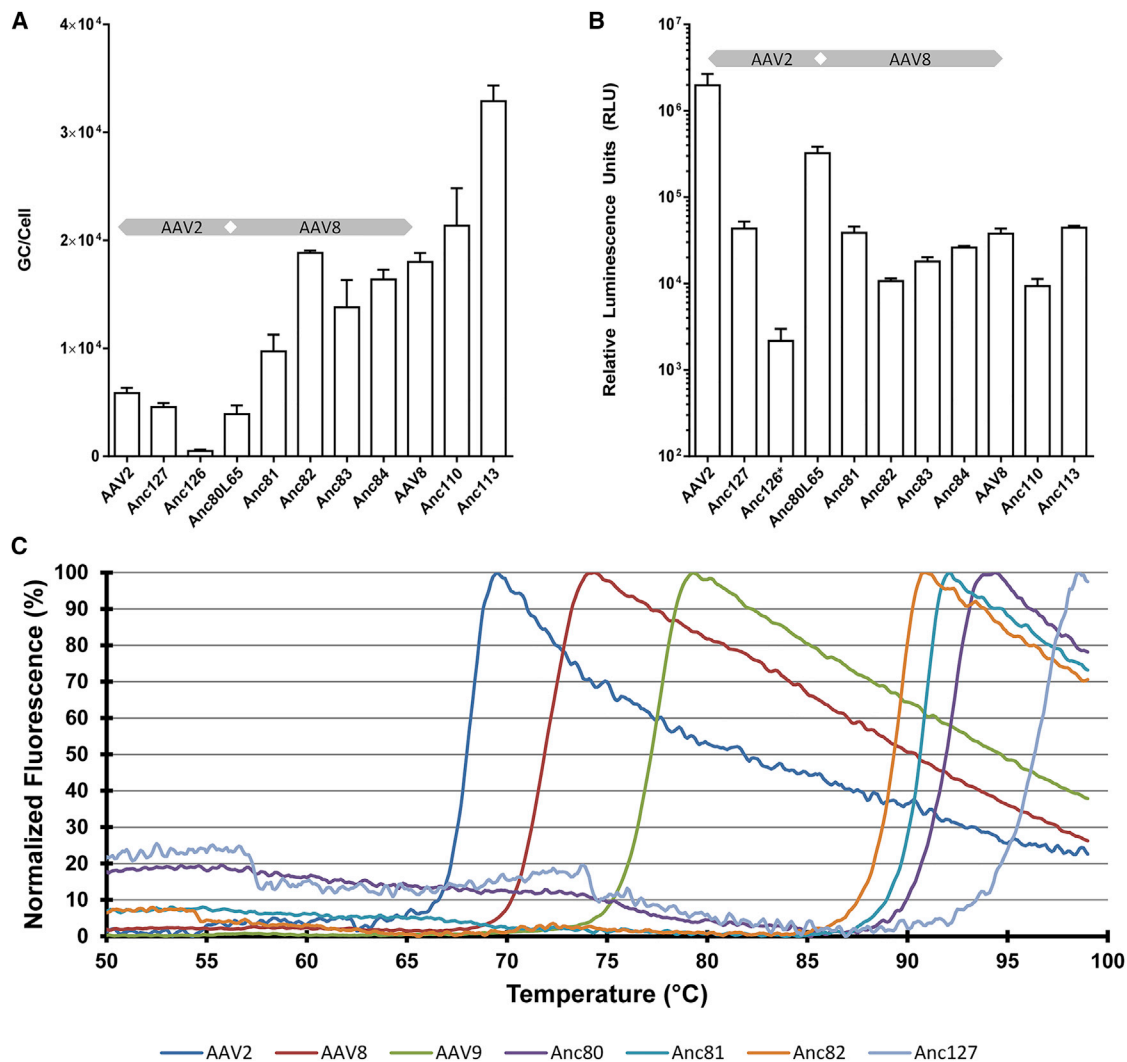 A
4×10⁴
3×10⁴
2×10⁴
1×10⁴
0
GC/Cell
AAV2 AAV8
AAV2 Anc127 Anc126 Anc80L65 Anc81 Anc82 Anc83 Anc84 AAV8 Anc110 Anc113
B
10⁷
10⁶
10⁵
10⁴
10³
10²
Relative Luminescence Units (RLU)
AAV2 AAV8
AAV2 Anc127 Anc126* Anc80L65 Anc81 Anc82 Anc83 Anc84 AAV8 Anc110 Anc113
C
100
90
80
70
60
50
40
30
20
10
0
Normalized Fluorescence (%)
50 55 60 65 70 75 80 85 90 95 100
Temperature (°C)
AAV2 AAV8 AAV9 Anc80 Anc81 Anc82 Anc127